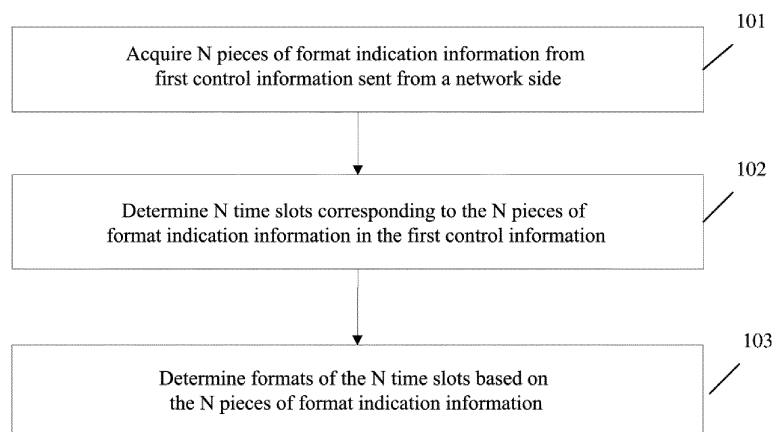 101
Acquire N pieces of format indication information from
first control information sent from a network side
102
Determine N time slots corresponding to the N pieces of
format indication information in the first control information
103
Determine formats of the N time slots based on
the N pieces of format indication information